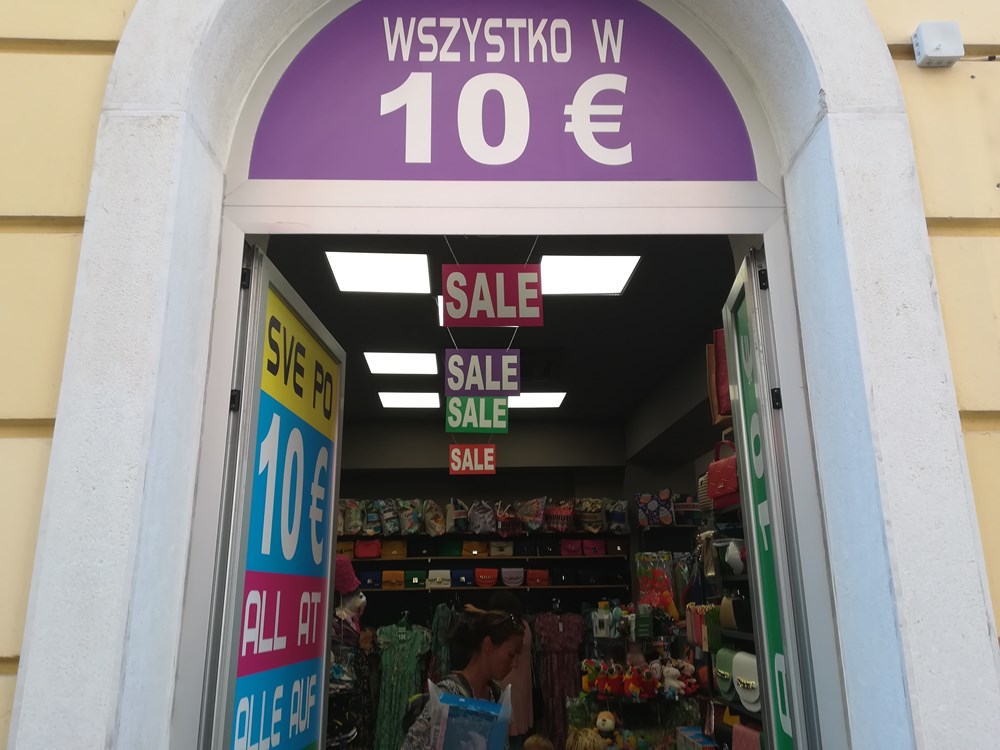 WSZYSTKO W
10 €
SALE
SALE
SALE
SALE
SVE PO
10€
ALL AT
ALLE AUF